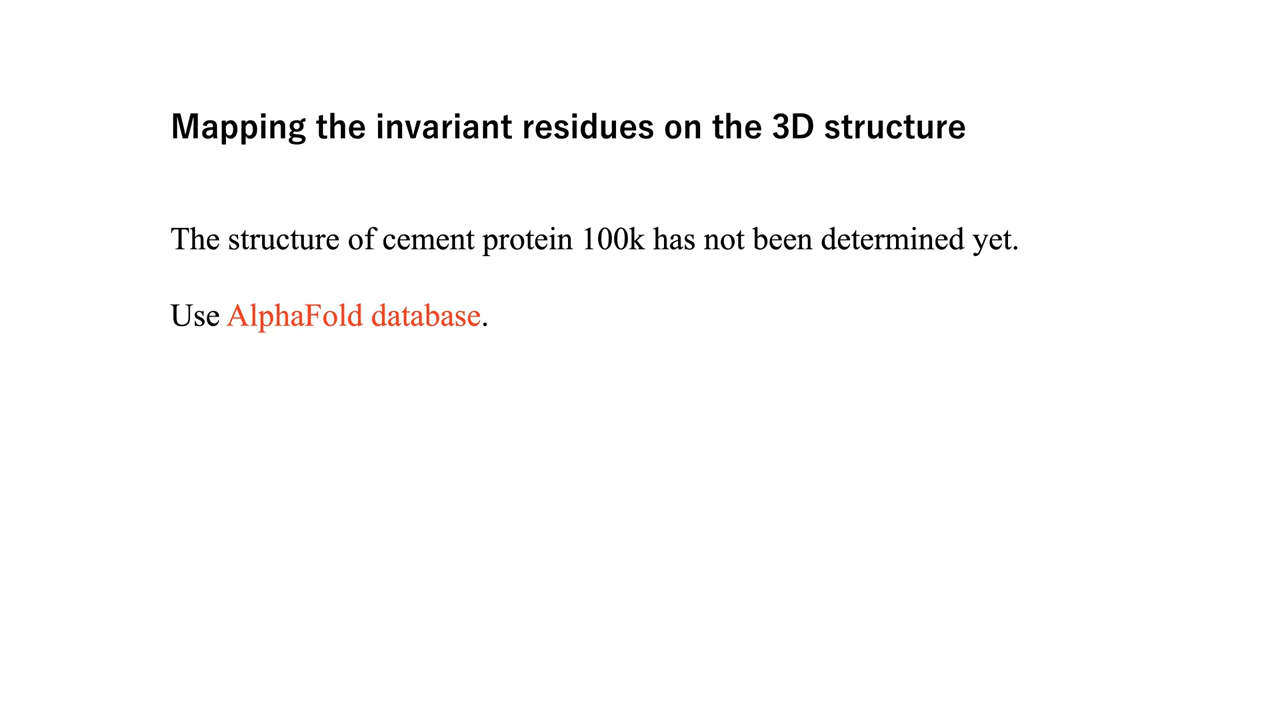 Mapping the invariant residues on the 3D structure
The structure of cement protein 100k has not been determined yet.
Use AlphaFold database.